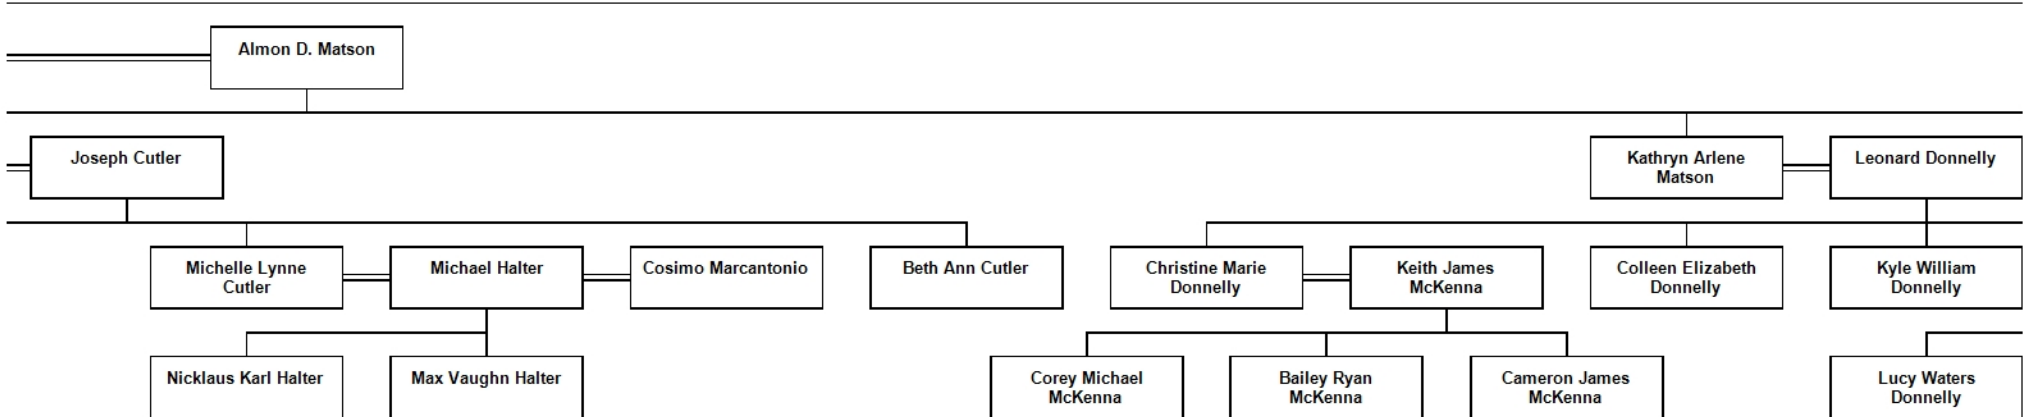 Almon D. Matson
Joseph Cutler
Kathryn Arlene
Matson
Leonard Donnelly
Michelle Lynne
Cutler
Michael Halter
Cosimo Marcantonio
Beth Ann Cutler
Christine Marie
Donnelly
Keith James
McKenna
Colleen Elizabeth
Donnelly
Kyle William
Donnelly
Nicklaus Karl Halter
Max Vaughn Halter
Corey Michael
McKenna
Bailey Ryan
McKenna
Cameron James
McKenna
Lucy Waters
Donnelly